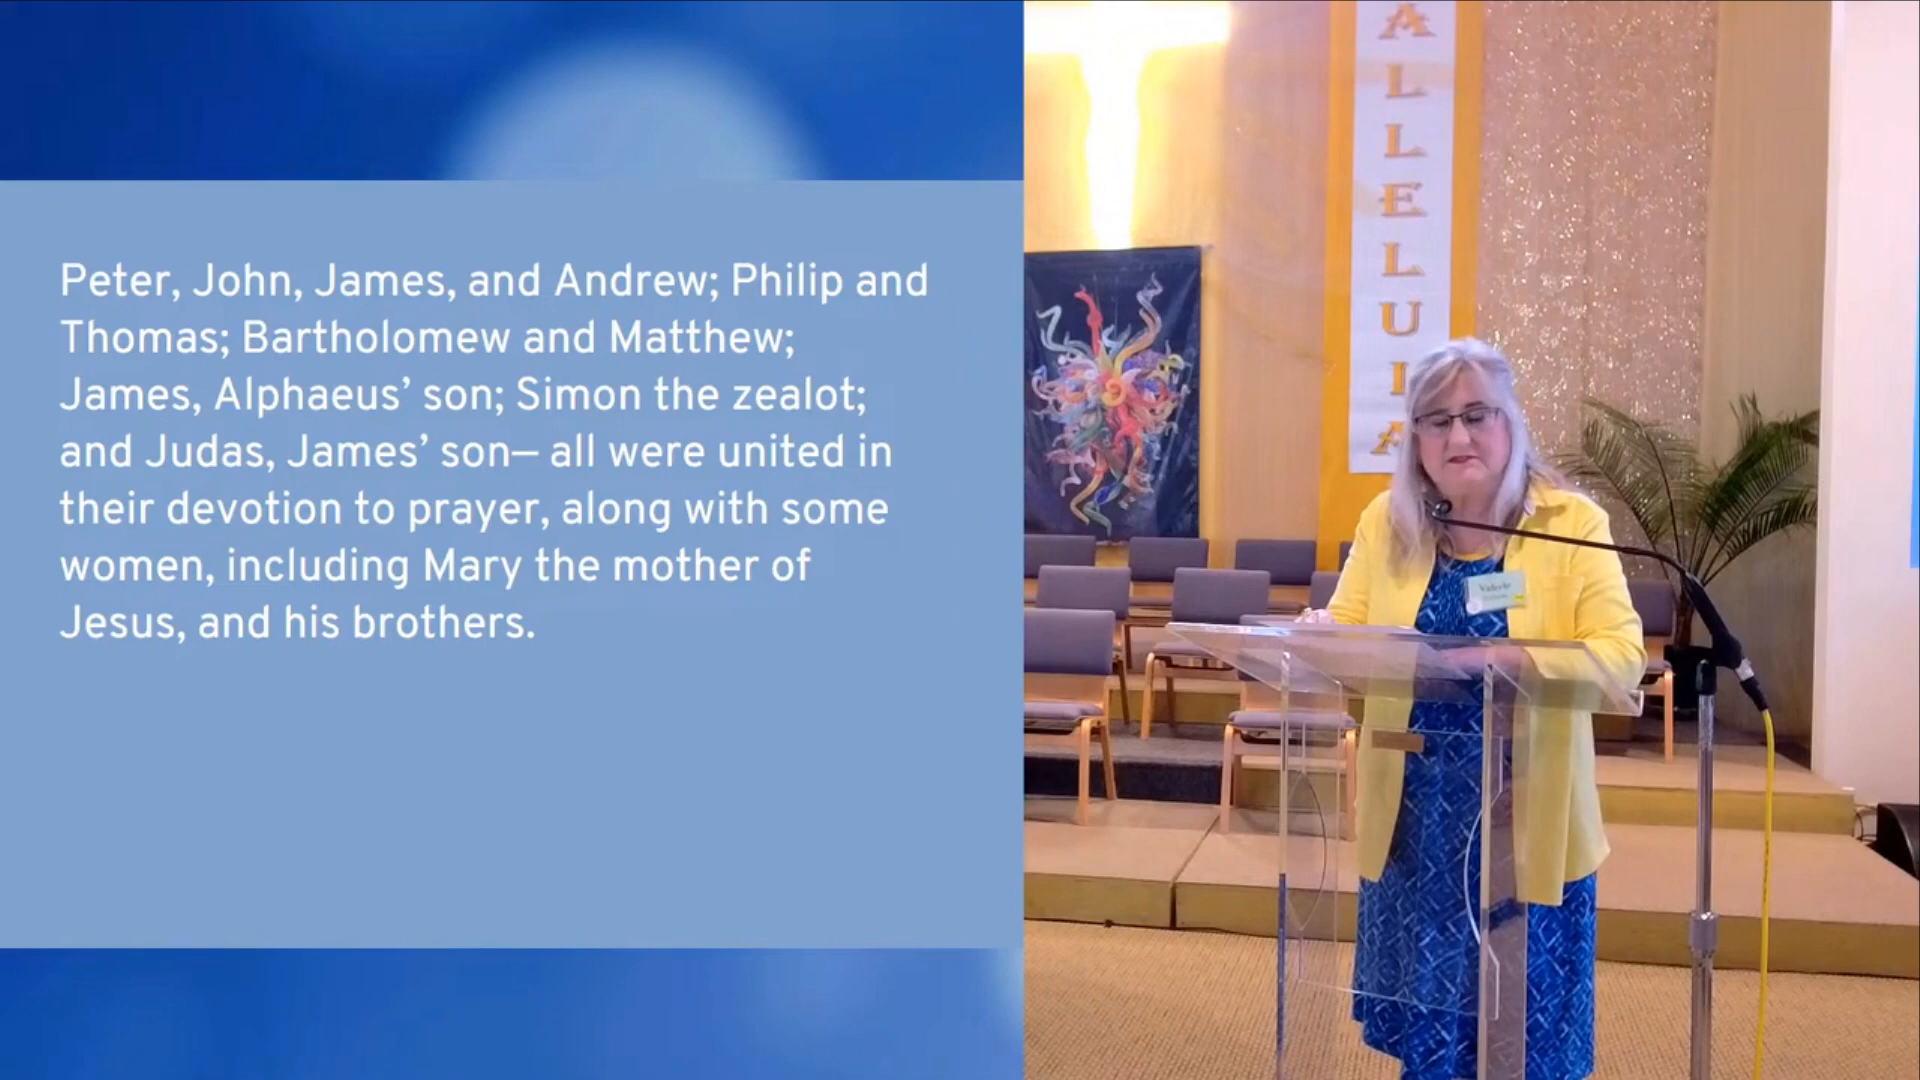 Peter, John, James, and Andrew; Philip and
Thomas; Bartholomew and Matthew;
James, Alphaeus’ son; Simon the zealot;
and Judas, James’ son— all were united in
their devotion to prayer, along with some
women, including Mary the mother of
Jesus, and his brothers.
ALLELUIA
Valerie